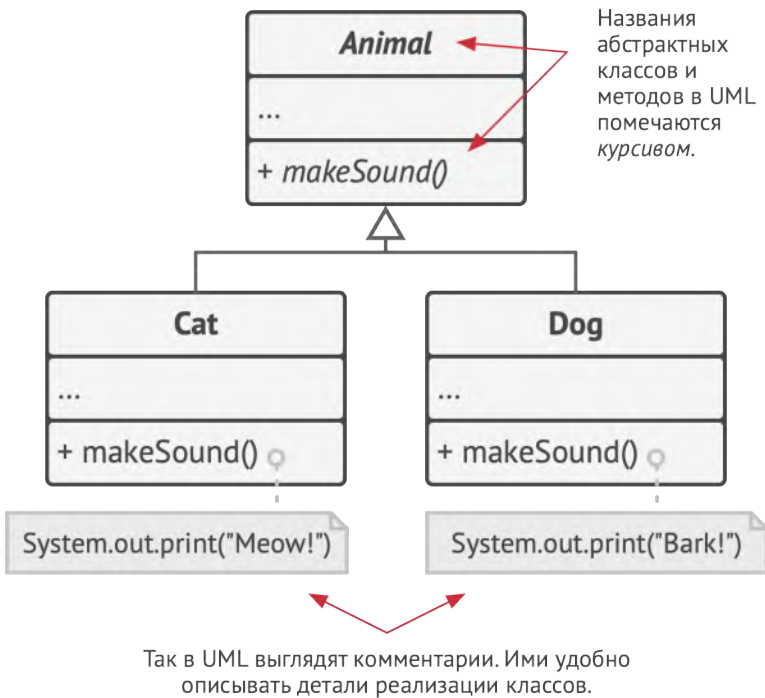 Animal
...
+ makeSound()
Названия
абстрактных
классов и
методов в UML
помечаются
курсивом.
Cat
...
+ makeSound()
System.out.print("Meow!")
Dog
...
+ makeSound()
System.out.print("Bark!")
Так в UML выглядят комментарии. Ими удобно
описывать детали реализации классов.